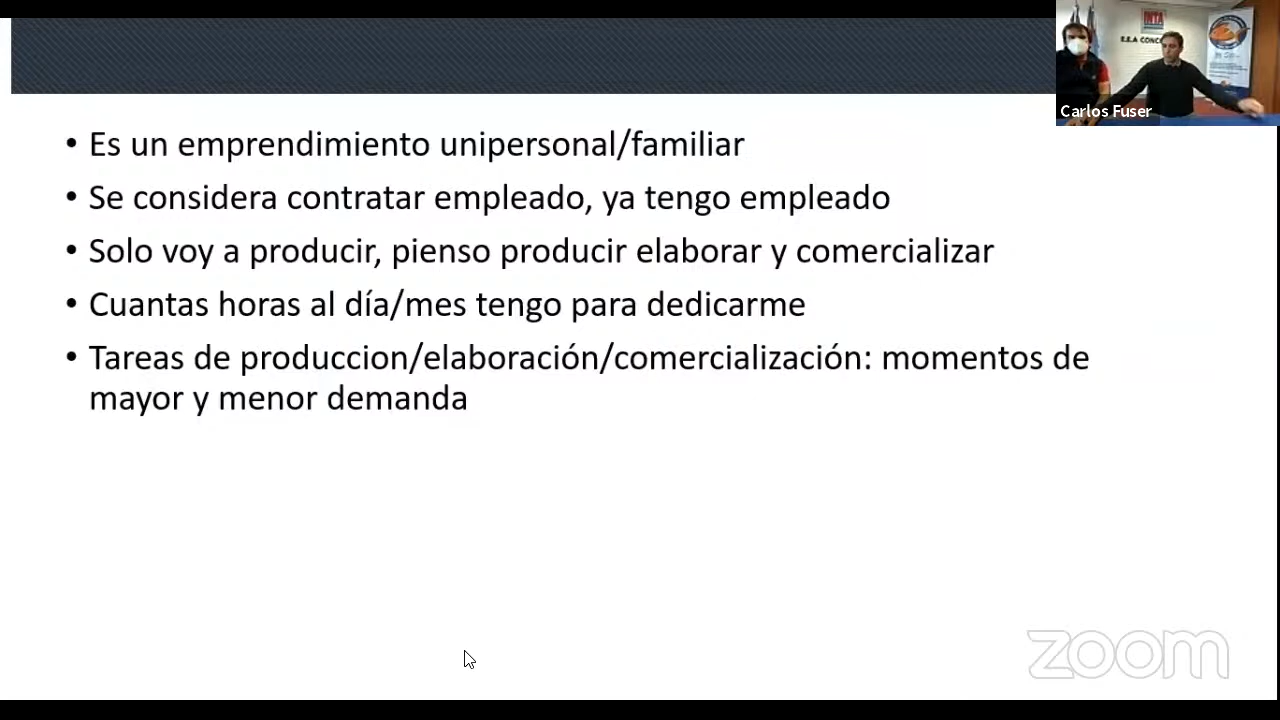 INTA
E.E.A CONC
Carlos Fuser
• Es un emprendimiento unipersonal/familiar
• Se considera contratar empleado, ya tengo empleado
• Solo voy a producir, pienso producir elaborar y comercializar
• Cuantas horas al día/mes tengo para dedicarme
• Tareas de produccion/elaboración/comercialización: momentos de
mayor y menor demanda
zoom